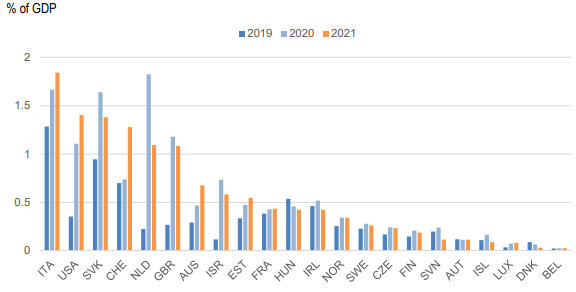 % of GDP
2019 2020 2021
2
1.5
1
0.5
0
ITA USA SVK CHE NLD GBR AUS ISR EST FRA HUN IRL NOR SWE CZE FIN SVN AUT ISL LUX DNK BEL